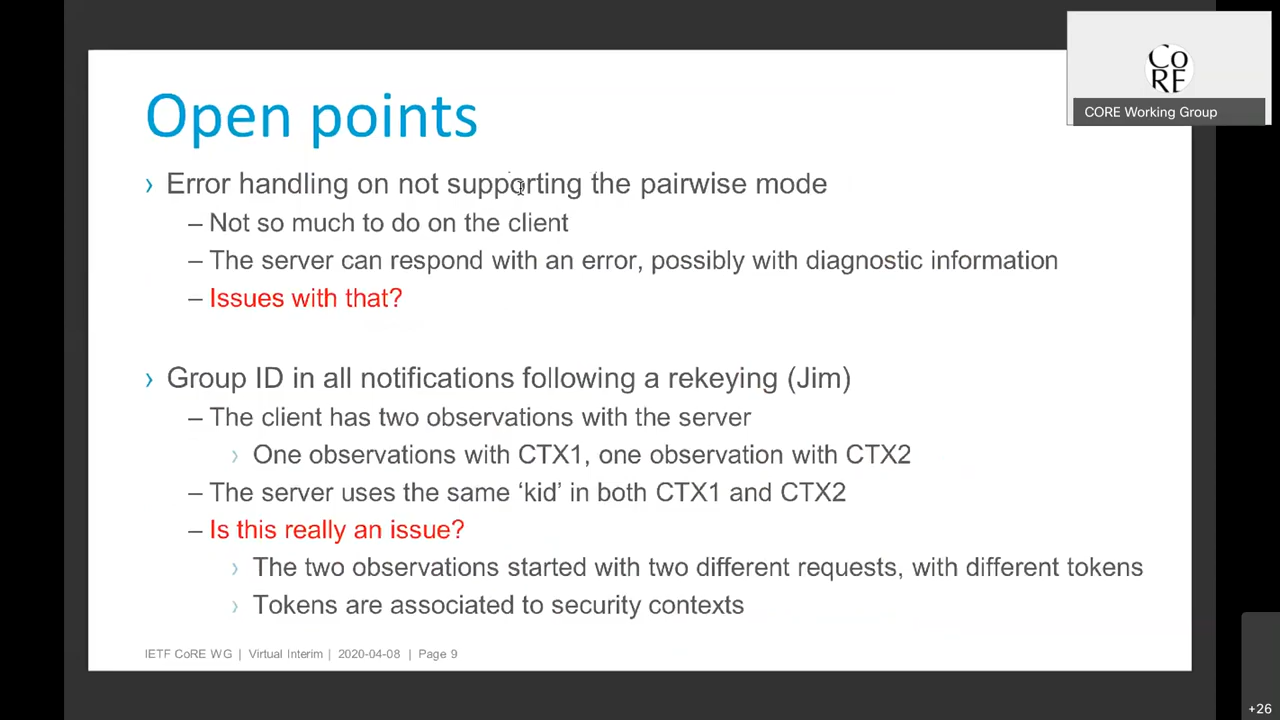 Open points
› Error handling on not supporting the pairwise mode
– Not so much to do on the client
– The server can respond with an error, possibly with diagnostic information
– Issues with that?
› Group ID in all notifications following a rekeying (Jim)
– The client has two observations with the server
› One observations with CTX1, one observation with CTX2
– The server uses the same ‘kid’ in both CTX1 and CTX2
– Is this really an issue?
› The two observations started with two different requests, with different tokens
› Tokens are associated to security contexts
IETF CoRE WG | Virtual Interim | 2020-04-08 | Page 9
Co
RE
CORE Working Group
+26